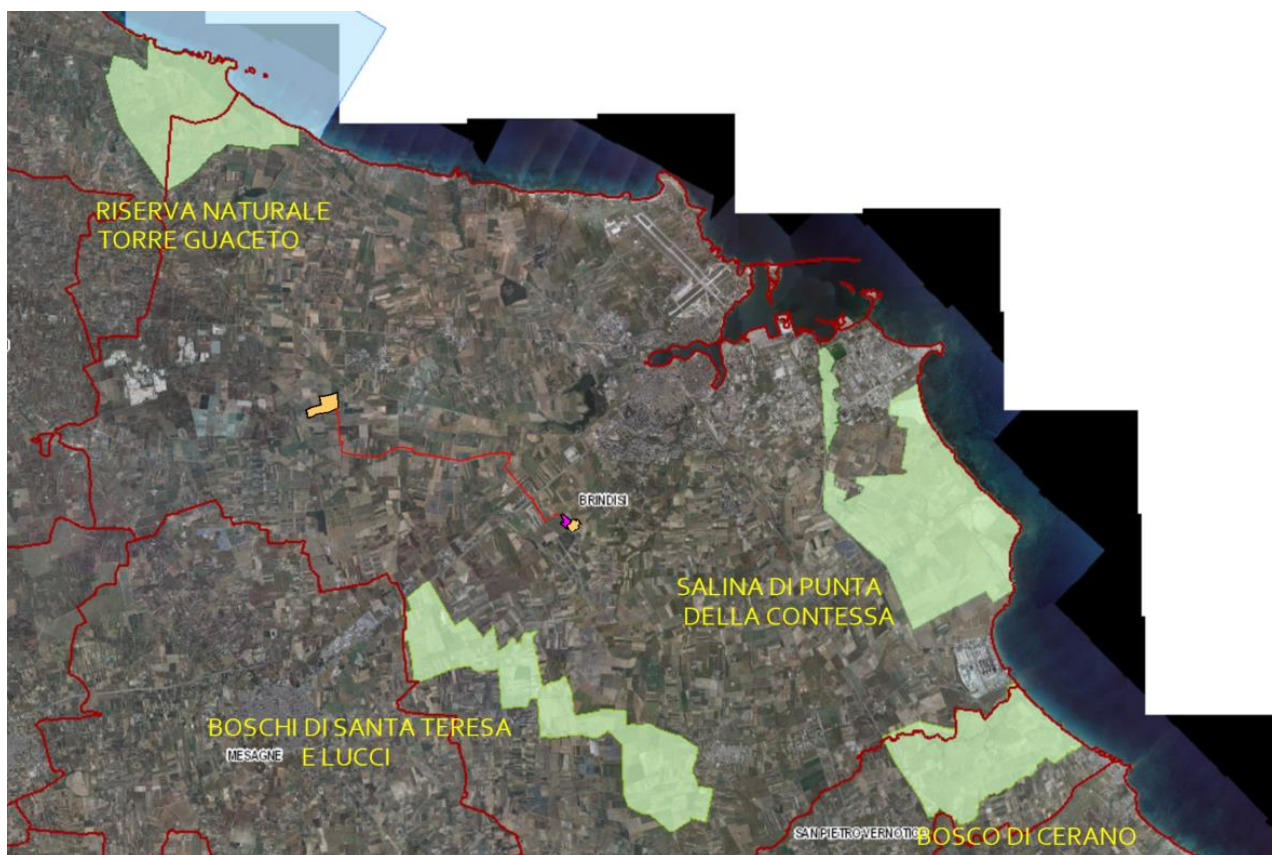 RISERVA NATURALE
TORRE GUACETO
BRINDISI
SALINA DI PUNTA
DELLA CONTESSA
BOSCHI DI SANTA TERESA
E LUCCI
MESAGNE
SAN PIETRO VERNOTICO
BOSCO DI CERANO